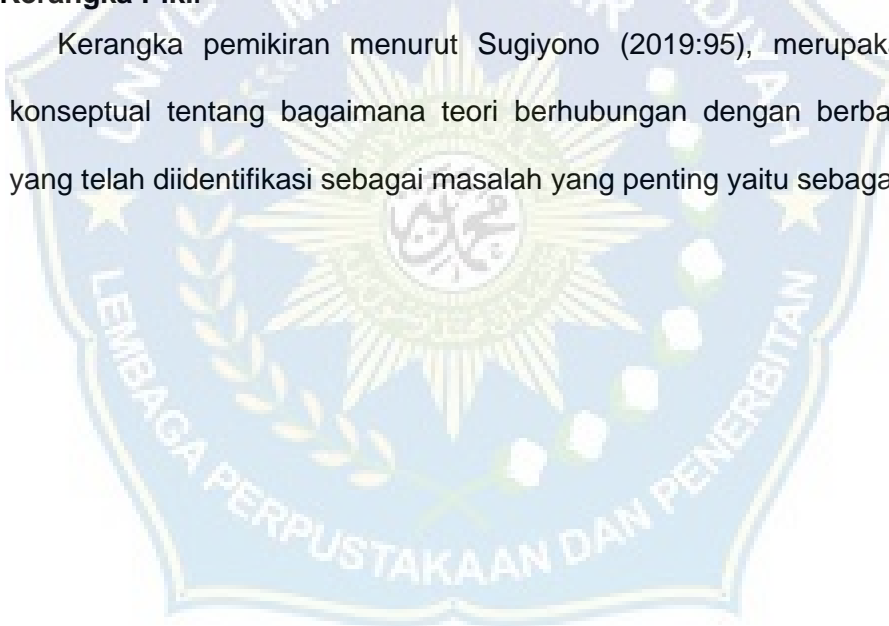 Kerangka Pikir
Kerangka pemikiran menurut Sugiyono (2019:95), merupaka
konseptual tentang bagaimana teori berhubungan dengan berba
yang telah diidentifikasi sebagai masalah yang penting yaitu sebaga
LEMBAGA PERPUSTAKAAN DAN PENERBITAN